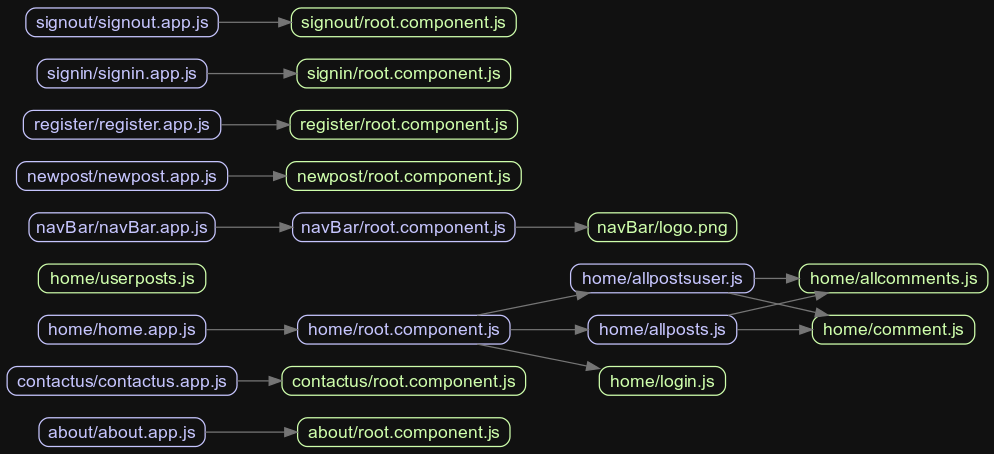 signout/signout.app.js
signout/root.component.js
signin/signin.app.js
signin/root.component.js
register/register.app.js
register/root.component.js
newpost/newpost.app.js
newpost/root.component.js
navBar/navBar.app.js
navBar/root.component.js
navBar/logo.png
home/userposts.js
home/allpostsuser.js
home/allcomments.js
home/home.app.js
home/root.component.js
home/allposts.js
home/comment.js
contactus/contactus.app.js
contactus/root.component.js
home/login.js
about/about.app.js
about/root.component.js